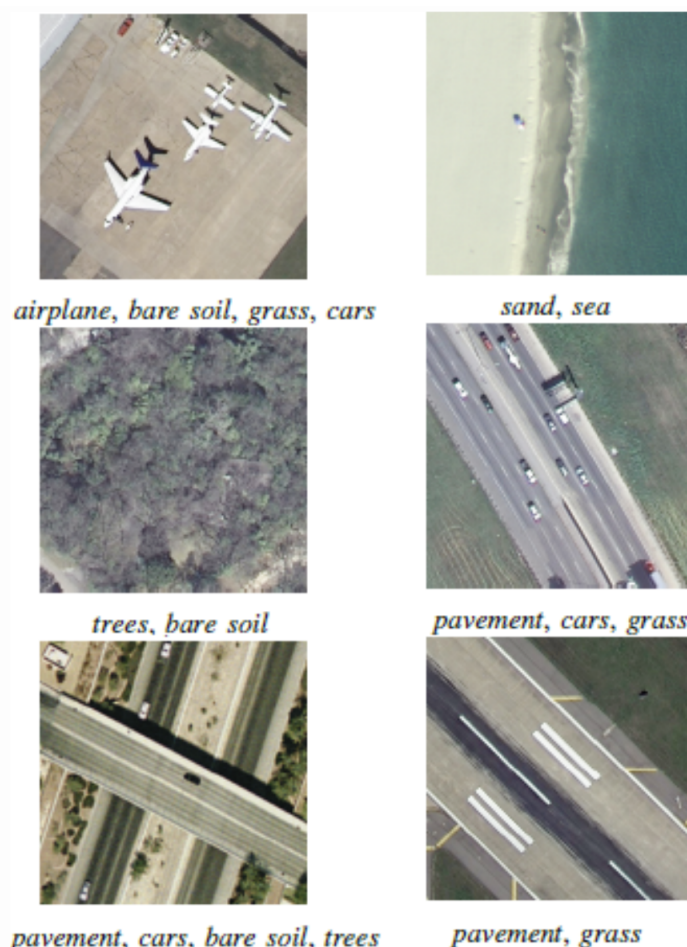 airplane, bare soil, grass, cars
sand, sea
trees, bare soil
pavement, cars, grass
pavement, cars, bare soil, trees
pavement, grass